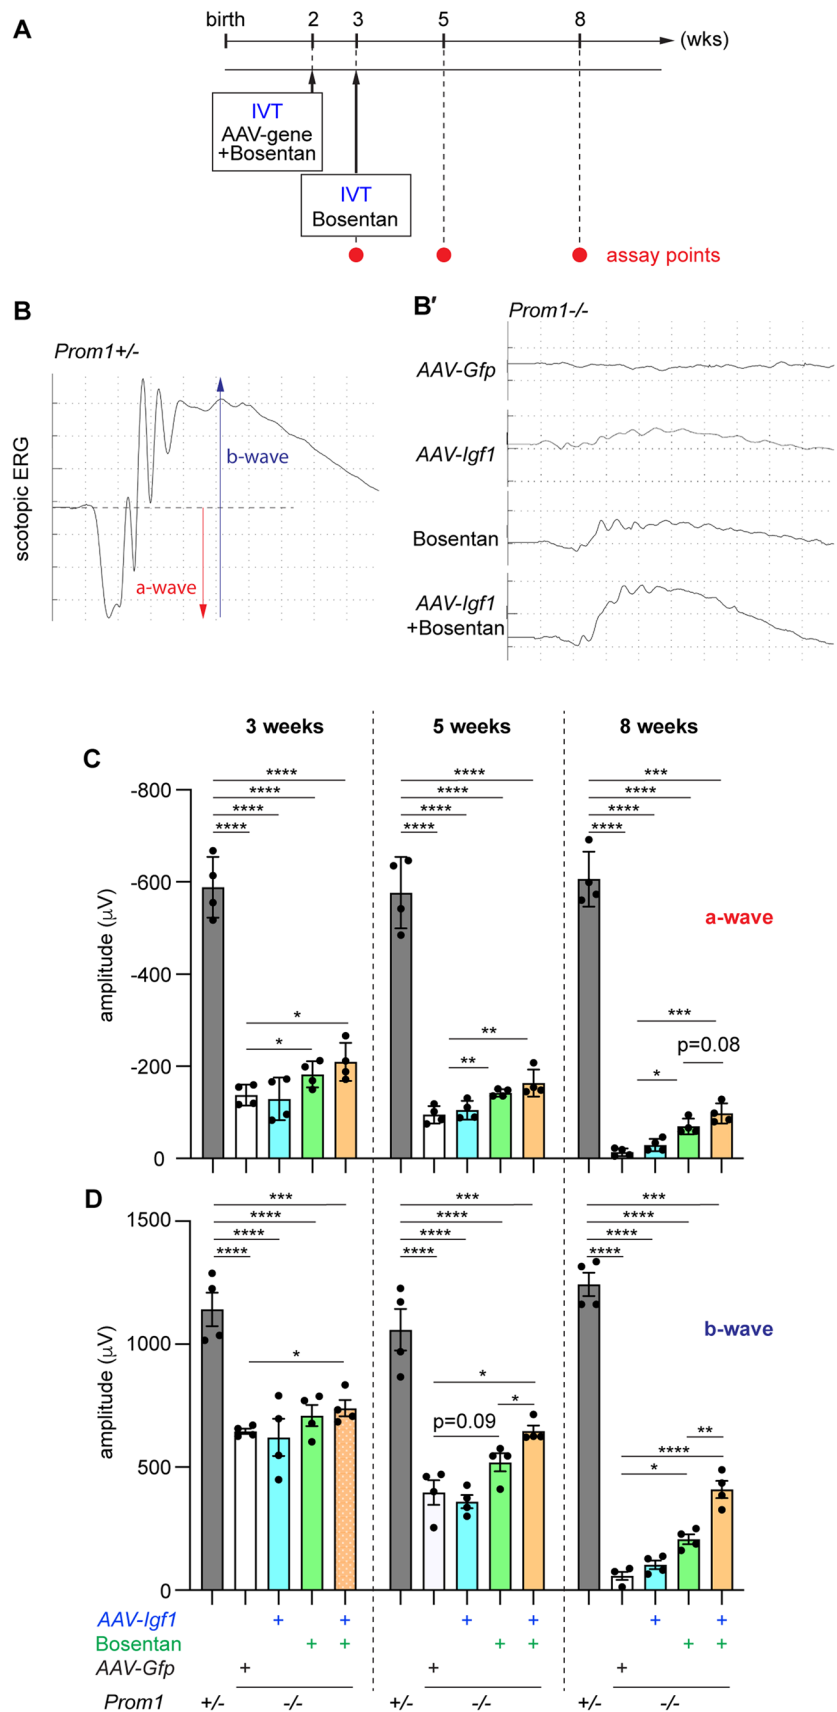 A
birth 2 3 5 8
(wks)
IVT
AAV-gene
+Bosentan
IVT
Bosentan
assay points
B
Prom1+/-
scotopic ERG
b-wave
a-wave
B′
Prom1-/-
AAV-Gfp
AAV-Igf1
Bosentan
AAV-Igf1
+Bosentan
3 weeks 5 weeks 8 weeks
C
amplitude (μV)
-800
-600
-400
-200
0
**** **** ***
**** **** ****
**** **** ****
**** **** ****
a-wave
* ** ***
p=0.08
* ** *
D
amplitude (μV)
1500
1000
500
0
*** *** ***
**** **** ****
**** **** ****
**** **** ****
b-wave
*
*
*
p=0.09
**
****
*
AAV-Igf1 + + + + + +
Bosentan + + + + + +
AAV-Gfp + + +
Prom1 +/- -/- +/- -/- +/- -/-